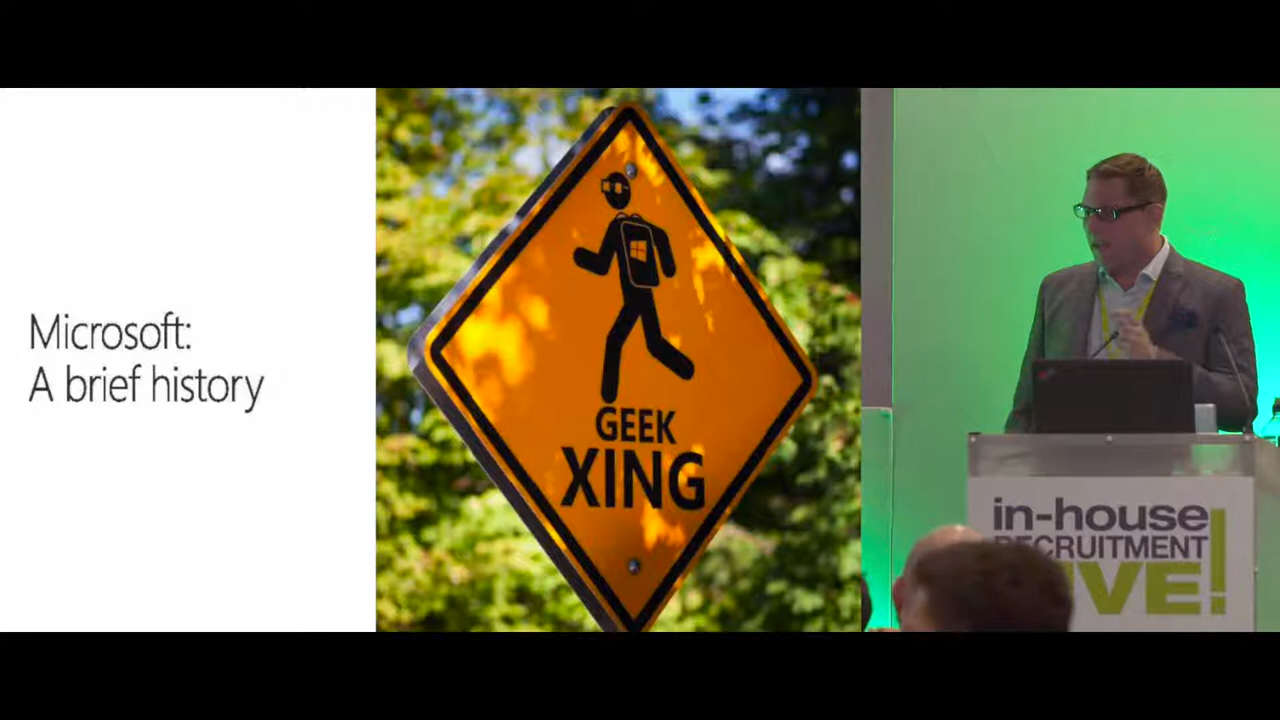 Microsoft:
A brief history
GEEK
XING
in-house
RECRUITMENT
LIVE!